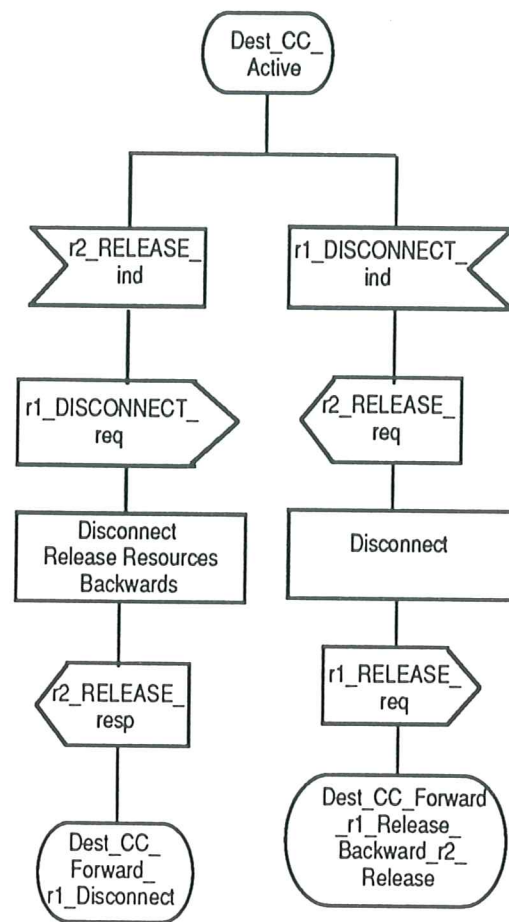 Dest_CC_
Active
r2_RELEASE_
ind
r1_DISCONNECT_
ind
r1_DISCONNECT_
req
r2_RELEASE_
req
Disconnect
Release Resources
Backwards
Disconnect
r2_RELEASE_
resp
r1_RELEASE_
req
Dest_CC_
Forward_
r1_Disconnect
Dest_CC_Forward
_r1_Release_
Backward_r2_
Release